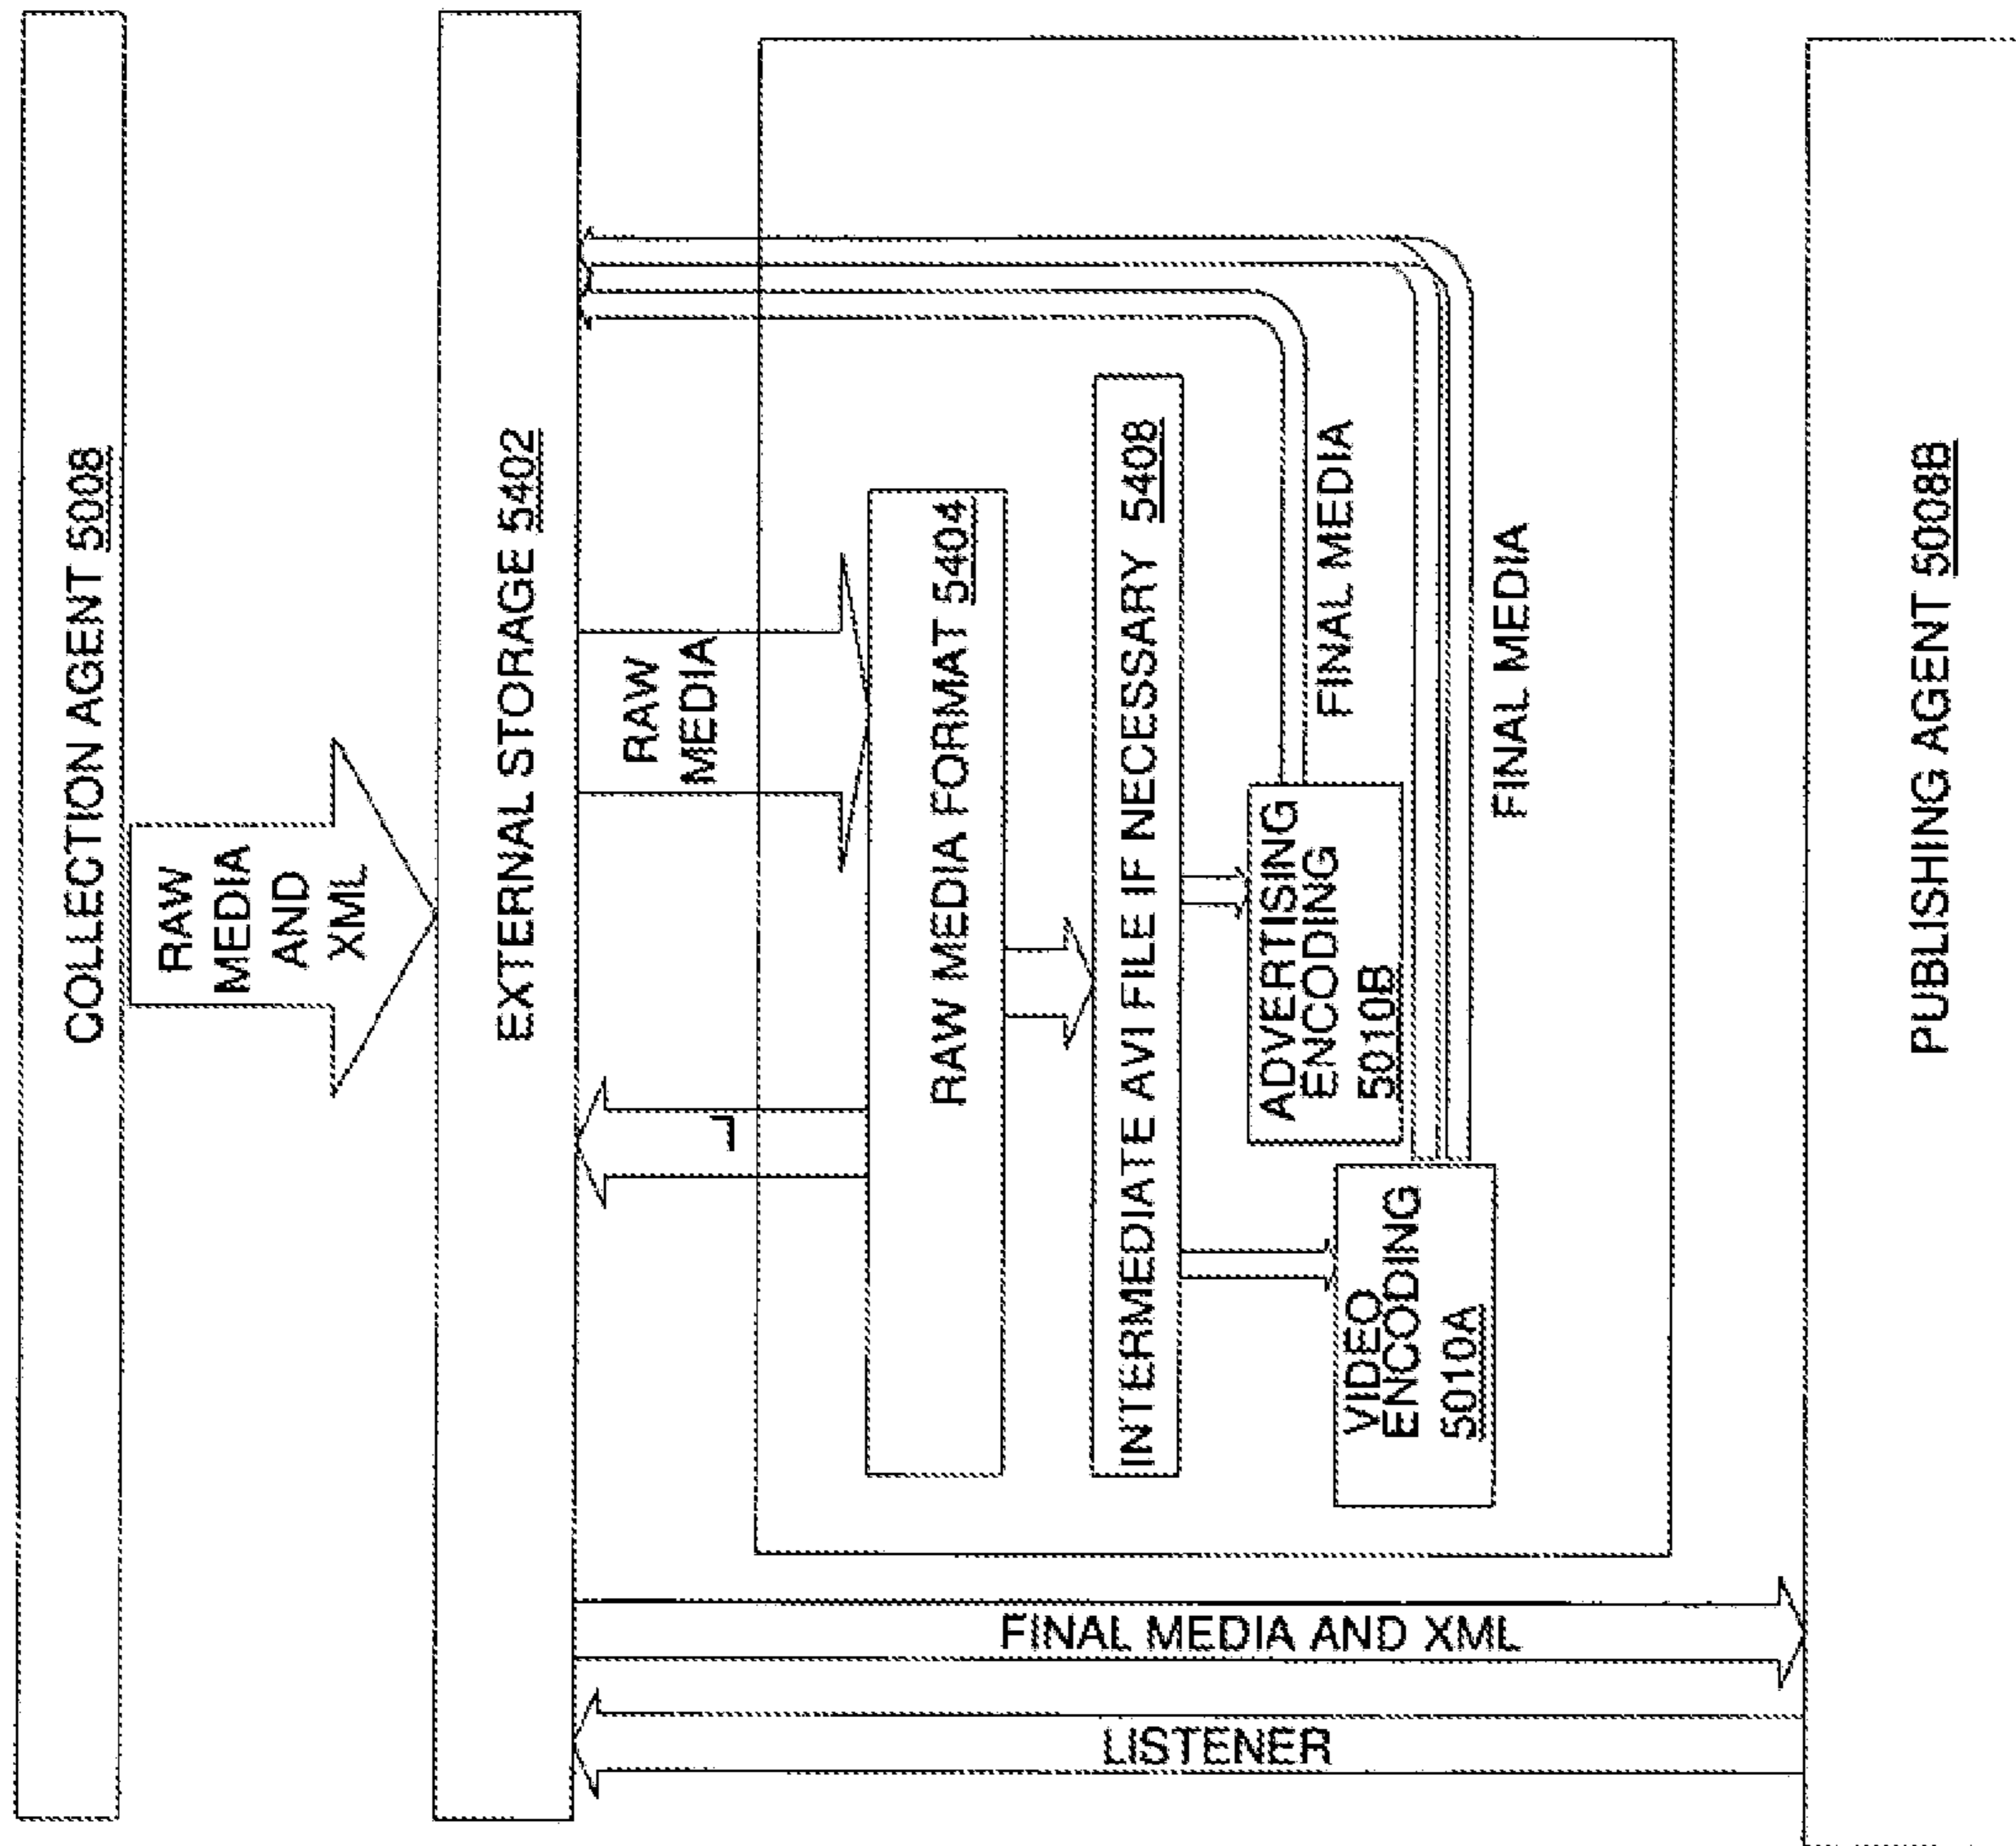 COLLECTION AGENT 5008
RAW
MEDIA
AND
XML
EXTERNAL STORAGE 5402
RAW
MEDIA
RAW MEDIA FORMAT 5404
INTERMEDIATE AVI FILE IF NECESSARY 5408
ADVERTISING
ENCODING
5010B
FINAL MEDIA
VIDEO
ENCODING
5010A
FINAL MEDIA
FINAL MEDIA AND XML
LISTENER
PUBLISHING AGENT 5008B